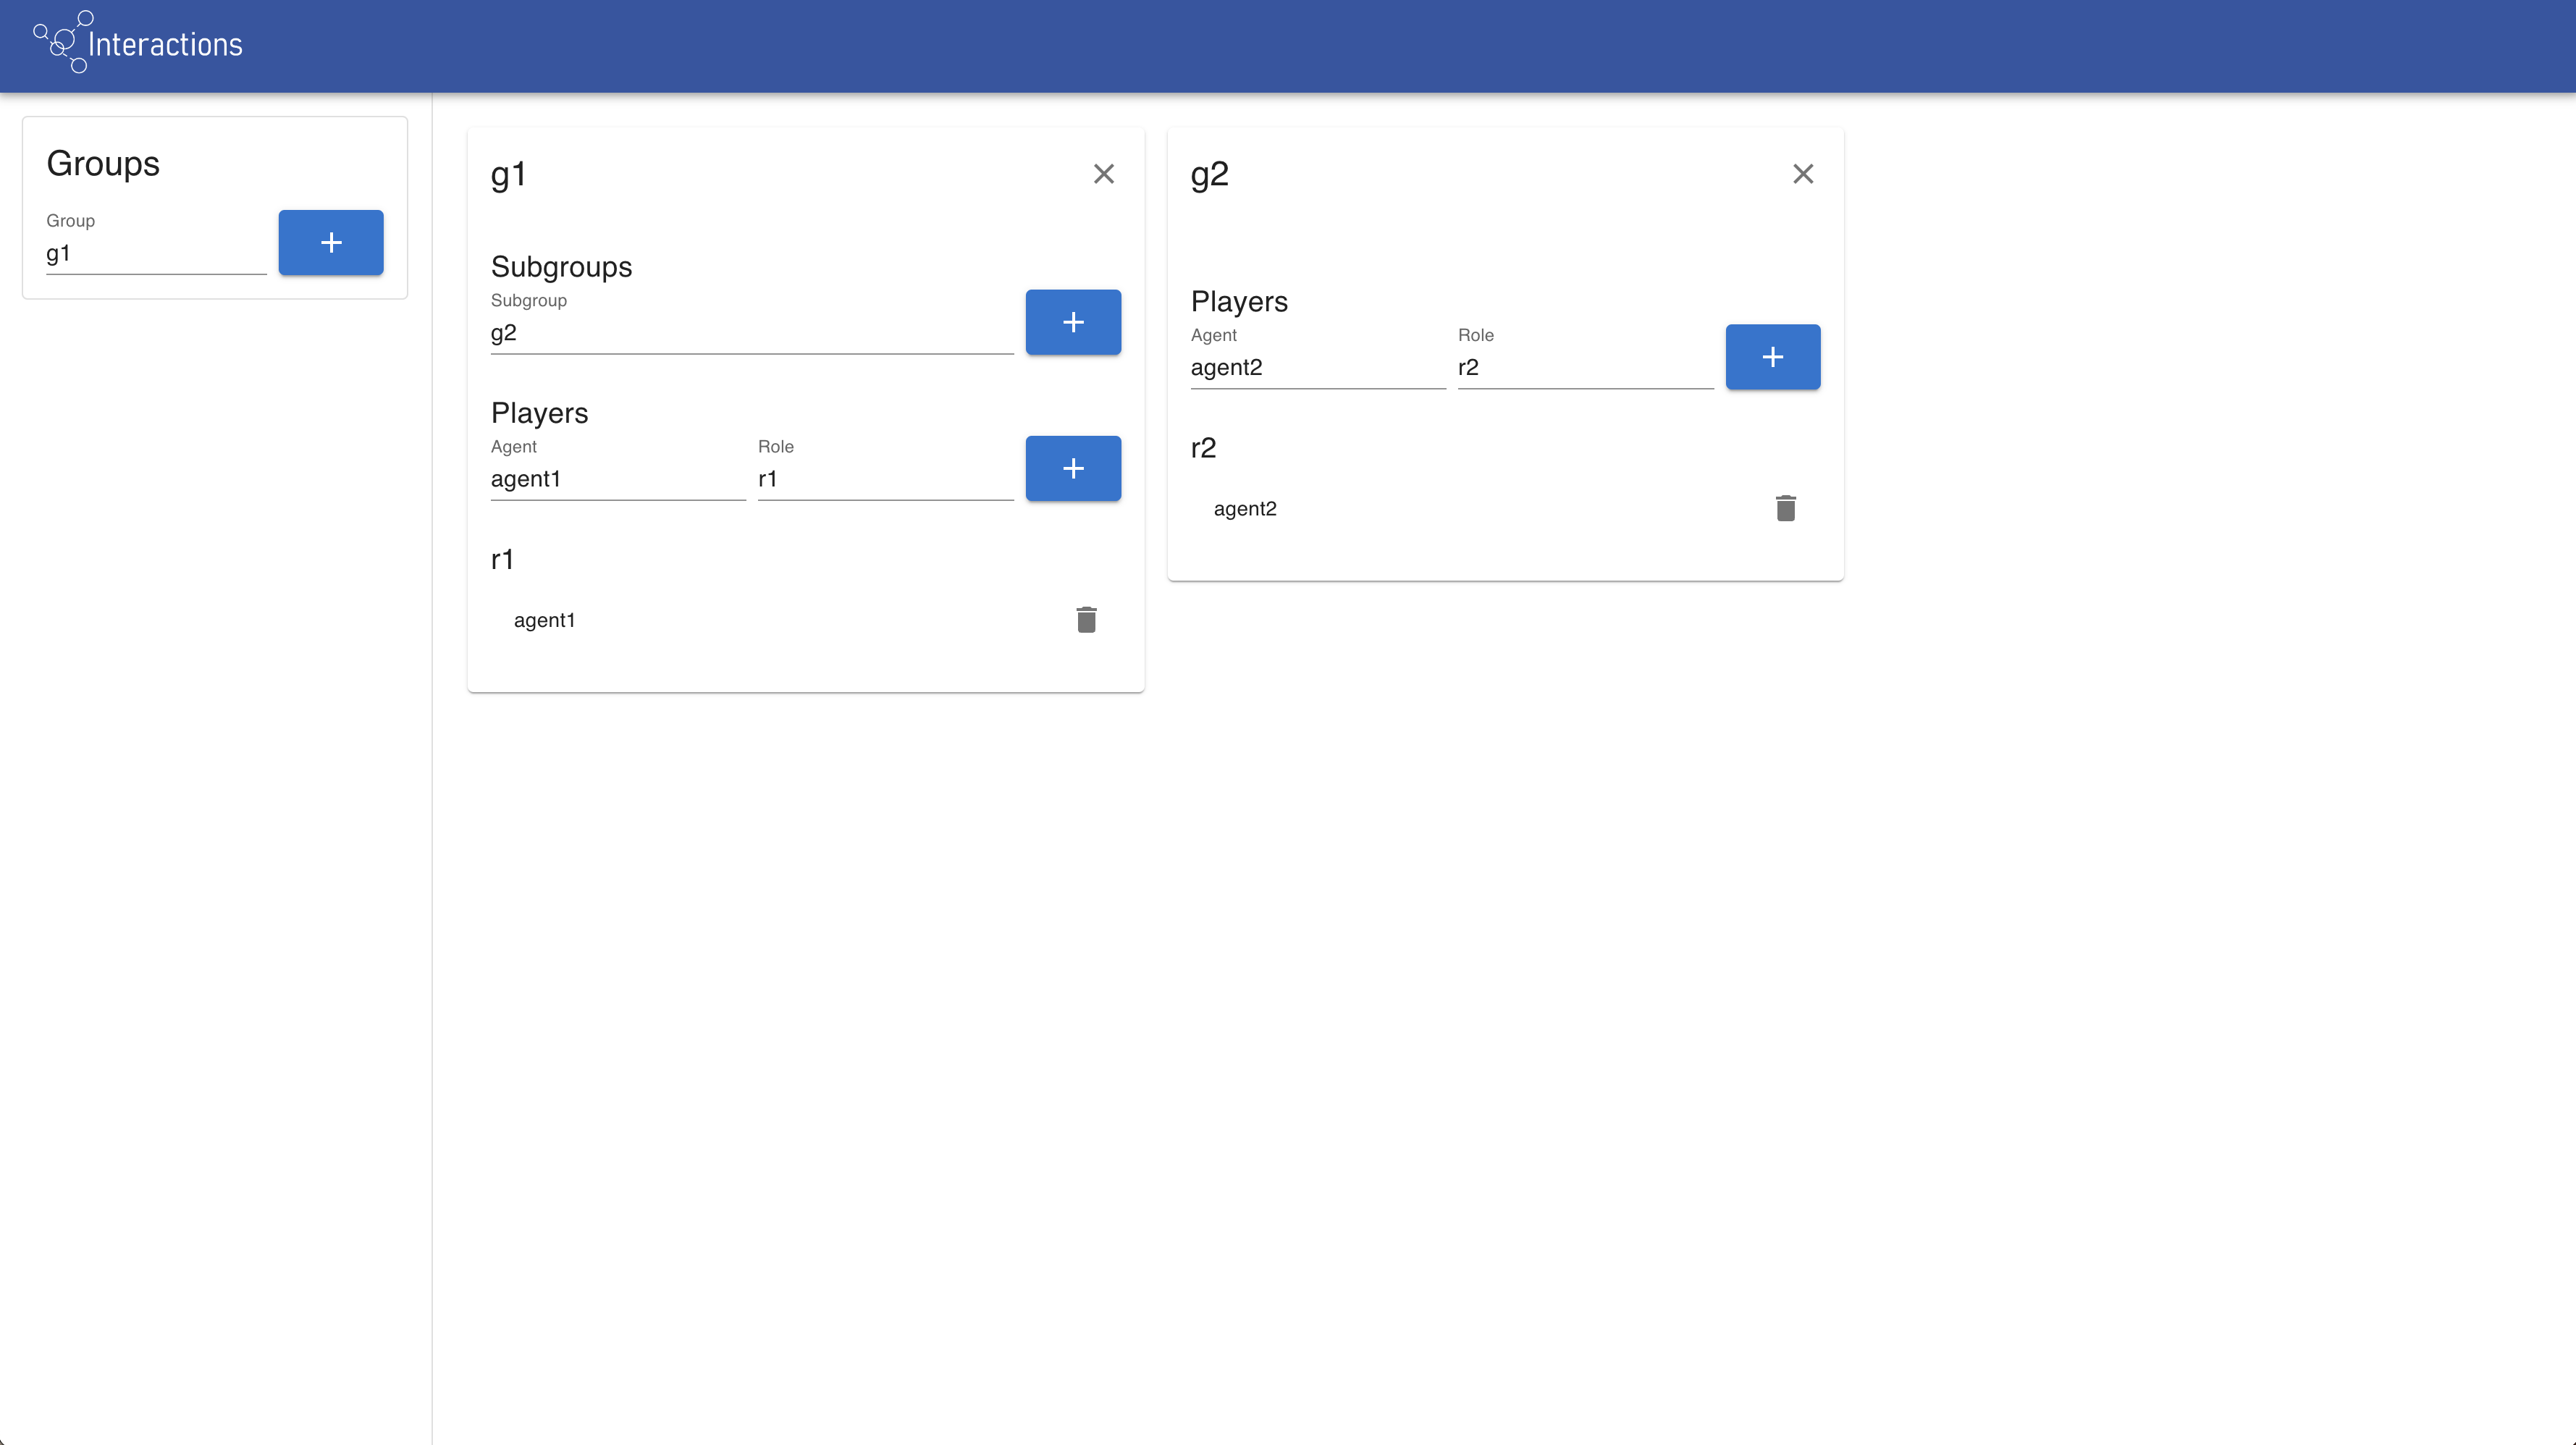 Interactions
Groups
Group
g1
g1
Subgroups
Subgroup
g2
Players
Agent Role
agent1 r1
r1
agent1
g2
Players
Agent Role
agent2 r2
r2
agent2